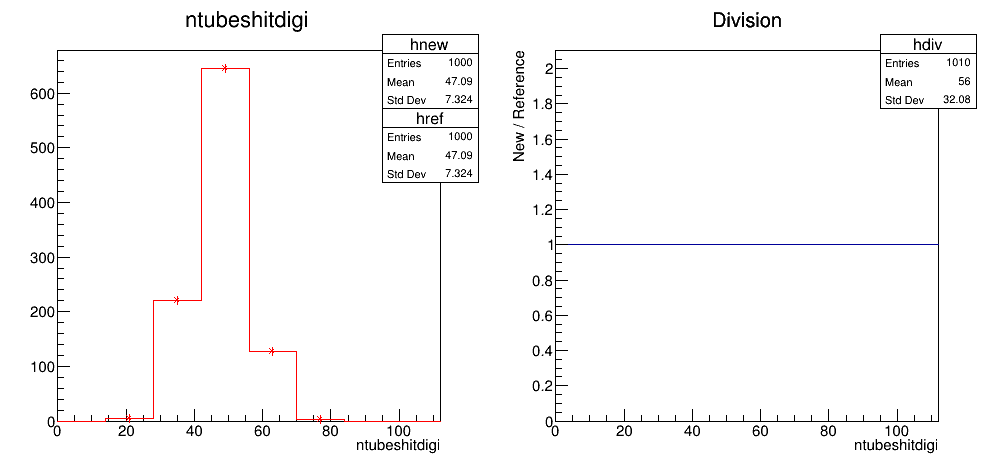 ntubeshitdigi
hnew
Entries 1000
Mean 47.09
Std Dev 7.324
href
Entries 1000
Mean 47.09
Std Dev 7.324
600
500
400
300
200
100
0
0 20 40 60 80 100
ntubeshitdigi
Division
hdiv
Entries 1010
Mean 56
Std Dev 32.08
New / Reference
2
1.8
1.6
1.4
1.2
1
0.8
0.6
0.4
0.2
0
0 20 40 60 80 100
ntubeshitdigi